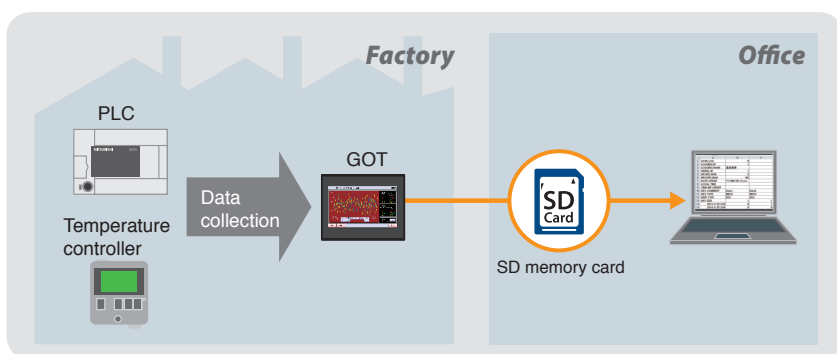 Factory
Office
PLC
GOT
Data
collection
Temperature
controller
SD
Card
SD memory card